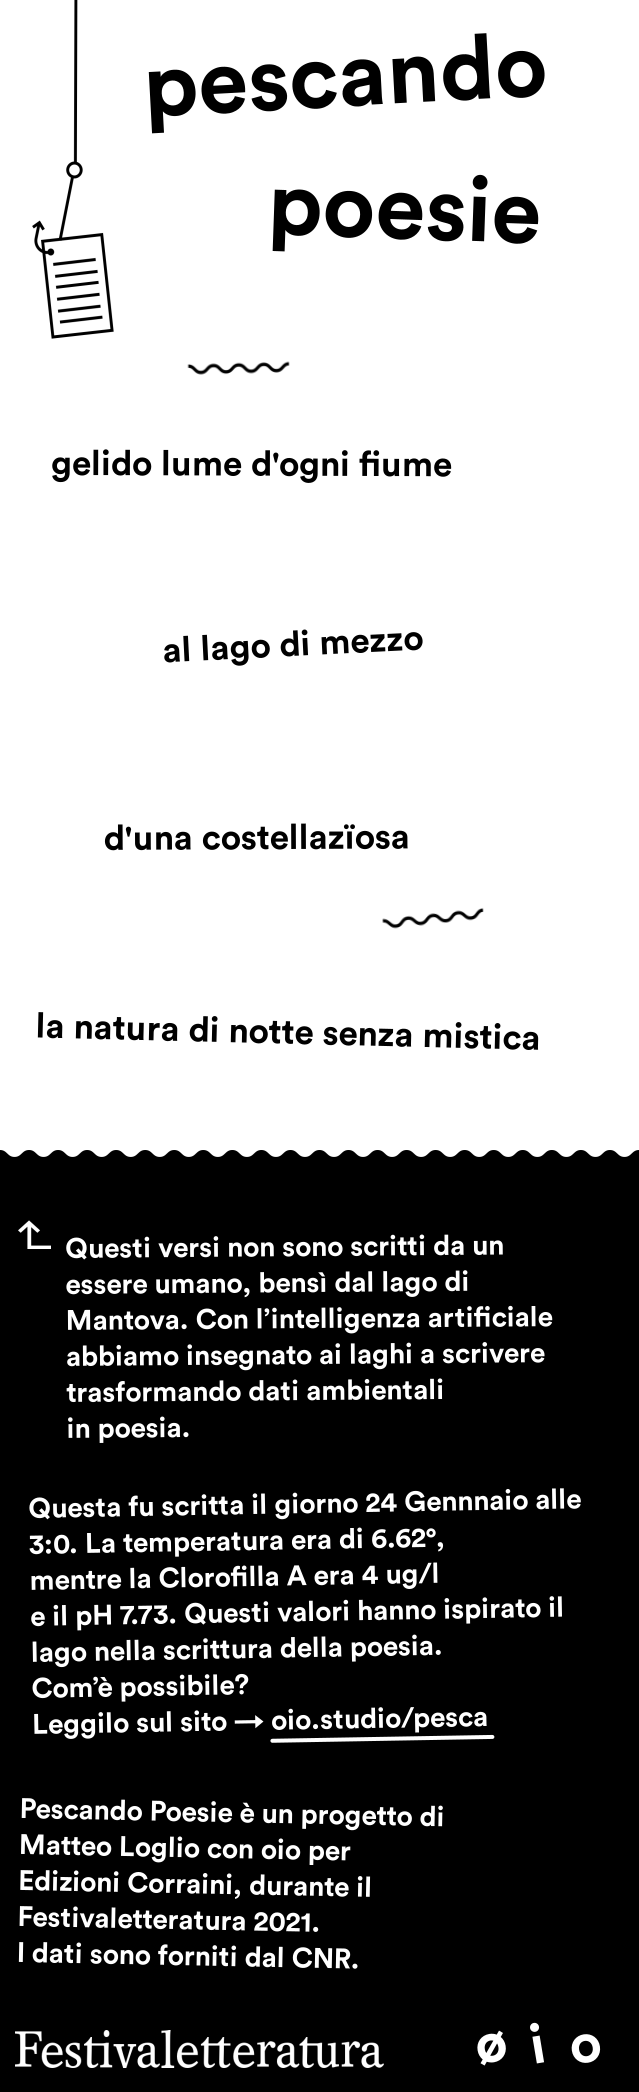 pescando
poesie
gelido lume d'ogni fiume
al lago di mezzo
d'una costellazïosa
la natura di notte senza mistica
Questi versi non sono scritti da un
essere umano, bensì dal lago di
Mantova. Con l’intelligenza artificiale
abbiamo insegnato ai laghi a scrivere
trasformando dati ambientali
in poesia.
Questa fu scritta il giorno 24 Gennnaio alle
3:0. La temperatura era di 6.62°,
mentre la Clorofilla A era 4 ug/l
e il pH 7.73. Questi valori hanno ispirato il
lago nella scrittura della poesia.
Com’è possibile?
Leggilo sul sito → oio.studio/pesca
Pescando Poesie è un progetto di
Matteo Loglio con oio per
Edizioni Corraini, durante il
Festivaletteratura 2021.
I dati sono forniti dal CNR.
Festivaletteratura øio